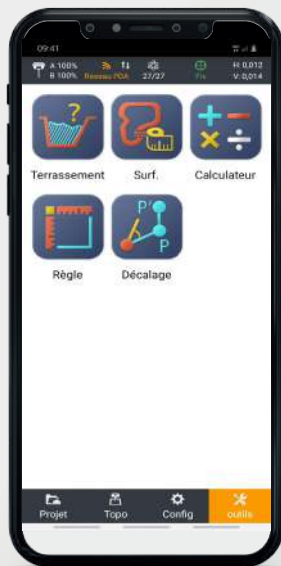 09:41
A 100%
B 100%
Réseau PDA
27/27
Fix
H: 0,012
V: 0,014
?
Terrassement
Surf.
Calculateur
P'
P
Règle
Décalage
Projet
Topo
Config
outils